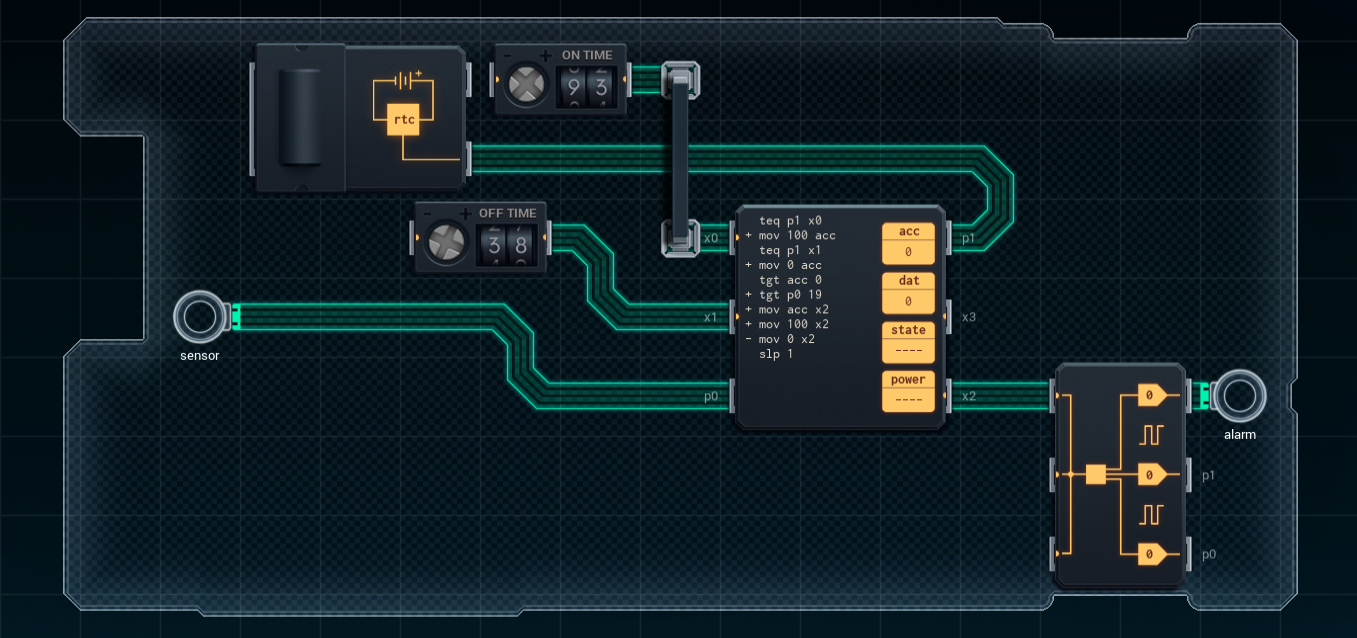 ON TIME
9 3
rtc
OFF TIME
3 8
sensor
x0
x1
p0
teq p1 x0
+ mov 100 acc
teq p1 x1
+ mov 0 acc
tgt acc 0
+ tgt p0 19
+ mov acc x2
+ mov 100 x2
- mov 0 x2
slp 1
acc
0
dat
0
state
----
power
----
p1
x3
x2
0
0
0
alarm
p1
p0